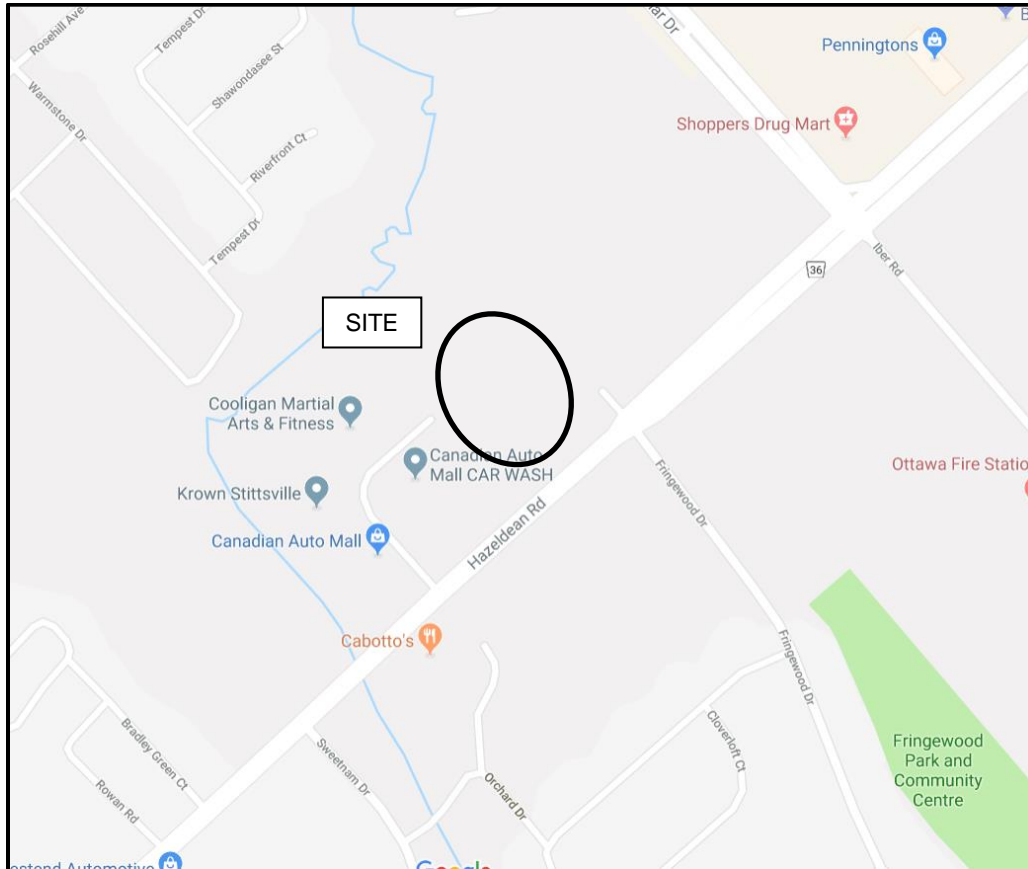 Rosehill Ave
Tempest Dr
Shawondasee St
Warmstone Dr
Riverfront Ct
Tempest Dr
Penningtons
Shoppers Drug Mart
36
Iber Rd
SITE
Cooligan Martial
Arts & Fitness
Canadian Auto
Mall CAR WASH
Krown Stittsville
Canadian Auto Mall
Hazeldean Rd
Fringewood Dr
Ottawa Fire Statio
Cabotto's
Fringewood Dr
Cloverloft Ct
Fringewood
Park and
Community
Centre
Bradley Green Ct
Sweetnam Dr
Orchard Dr
Rowan Rd
Google